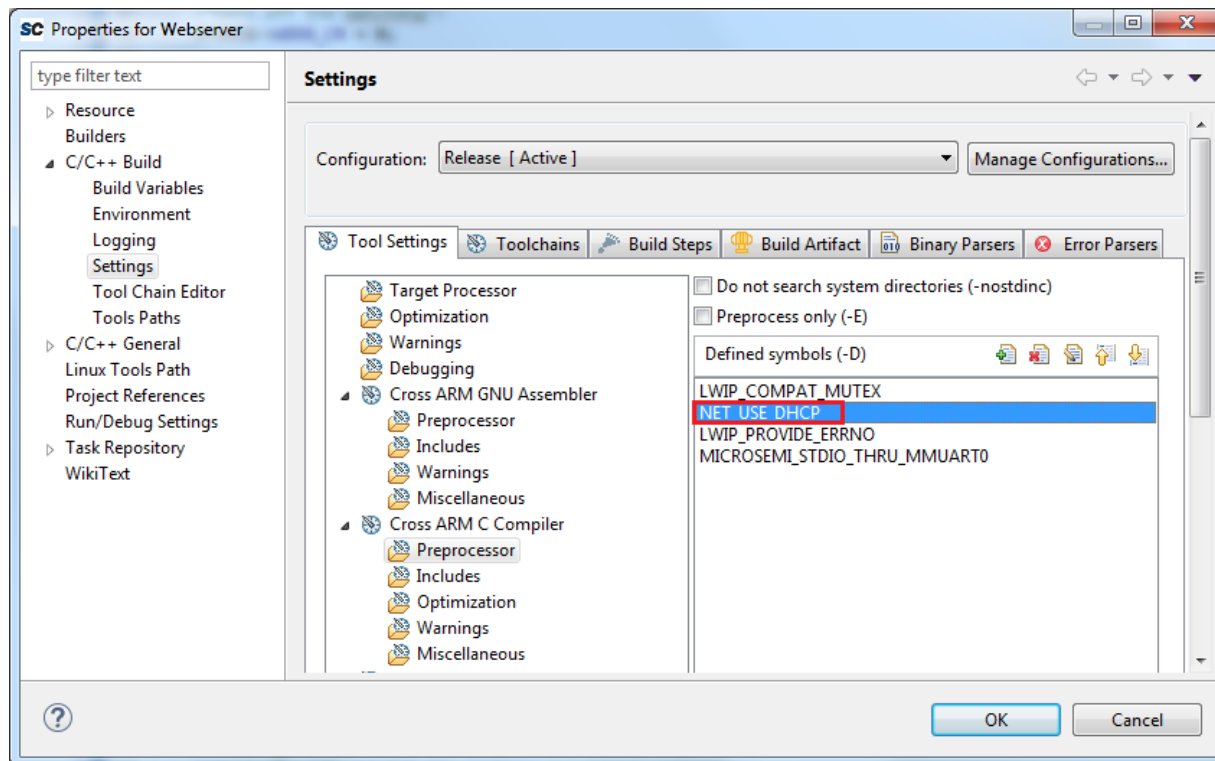 SC Properties for Webserver
type filter text
Resource
Builders
C/C++ Build
Build Variables
Environment
Logging
Settings
Tool Chain Editor
Tools Paths
C/C++ General
Linux Tools Path
Project References
Run/Debug Settings
Task Repository
WikiText
Settings
Configuration: Release [ Active ] Manage Configurations...
Tool Settings Toolchains Build Steps Build Artifact 010 Binary Parsers Error Parsers
Target Processor
Optimization
Warnings
Debugging
Cross ARM GNU Assembler
Preprocessor
Includes
Warnings
Miscellaneous
Cross ARM C Compiler
Preprocessor
Includes
Optimization
Warnings
Miscellaneous
Do not search system directories (-nostdinc)
Preprocess only (-E)
Defined symbols (-D)
LWIP_COMPAT_MUTEX
NET_USE_DHCP
LWIP_PROVIDE_ERRNO
MICROSEMI_STDIO_THRU_MMUART0
?
OK Cancel